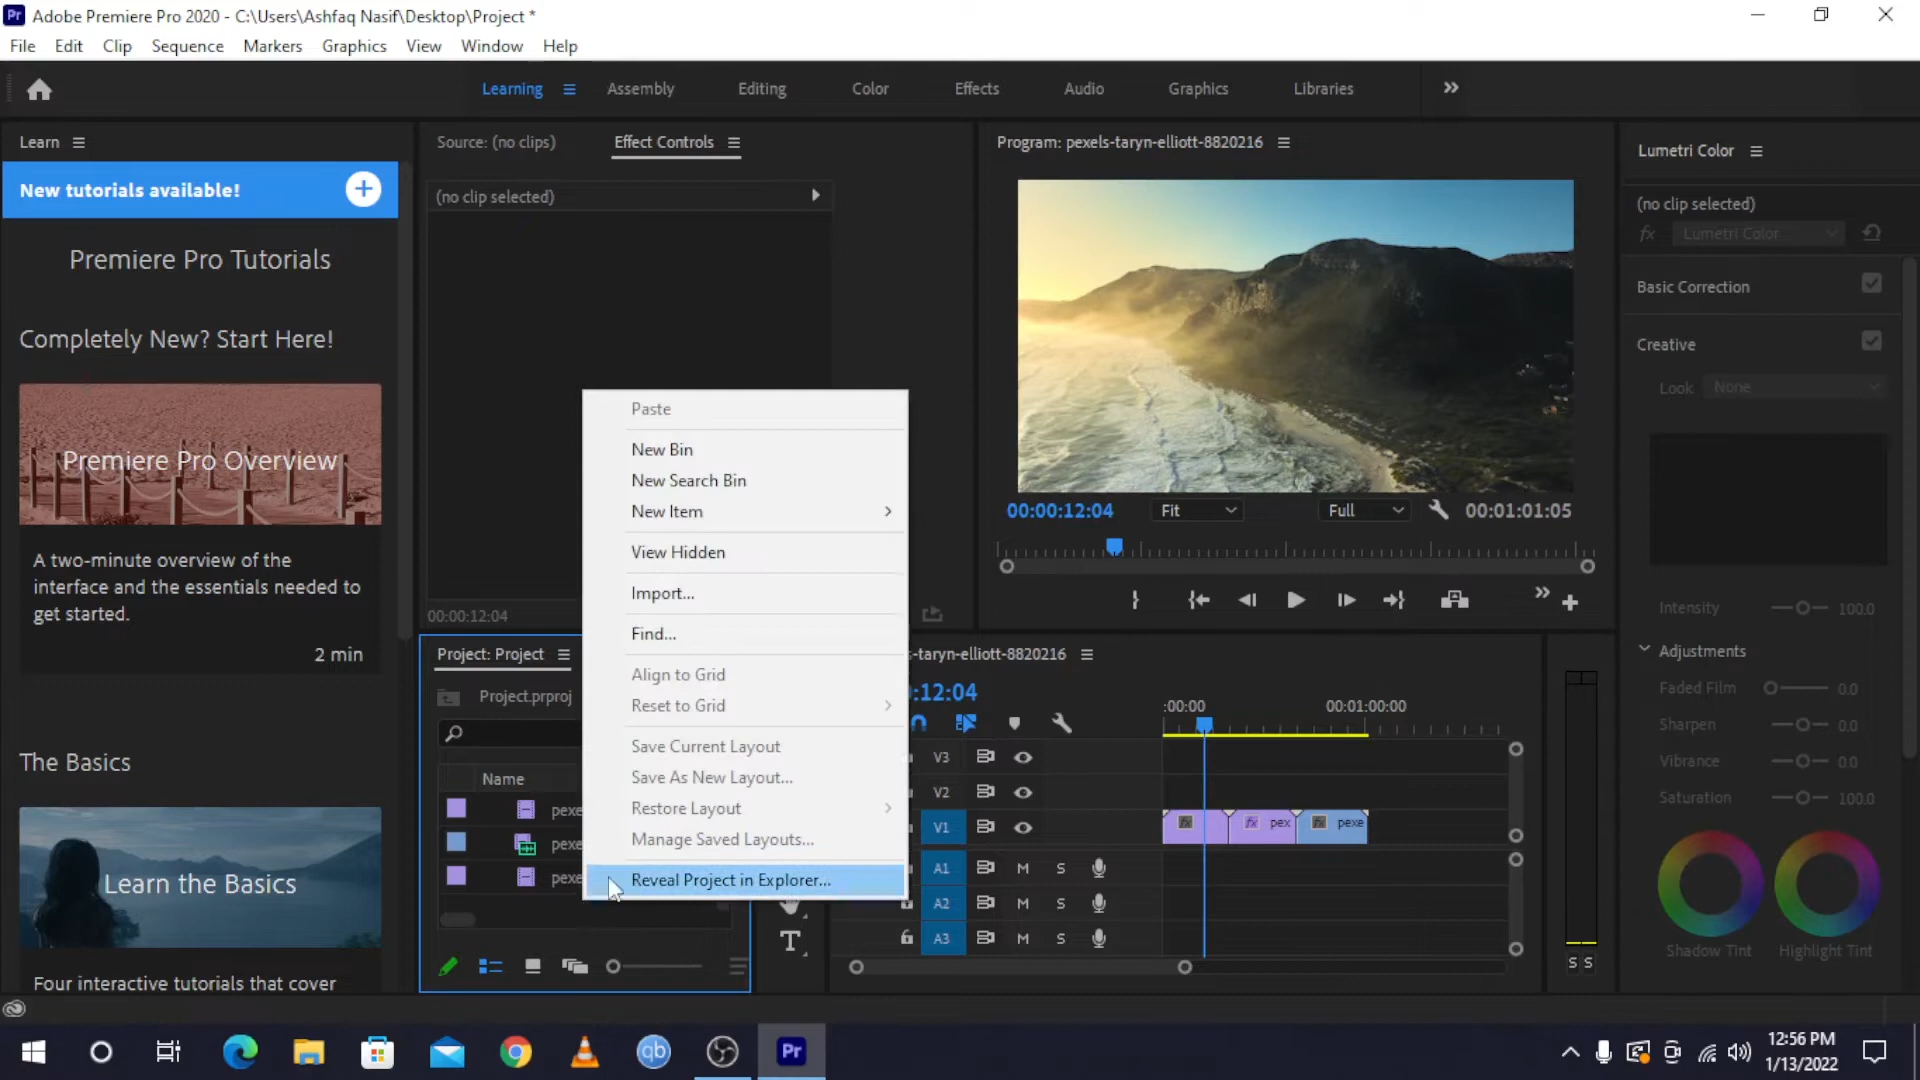 Pr Adobe Premiere Pro 2020 - C:\Users\Ashfaq Nasif\Desktop\Project *
File Edit Clip Sequence Markers Graphics View Window Help
Learning Assembly Editing Color Effects Audio Graphics Libraries
Learn
New tutorials available!
Premiere Pro Tutorials
Completely New? Start Here!
Premiere Pro Overview
A two-minute overview of the
interface and the essentials needed to
get started.
2 min
The Basics
Learn the Basics
Four interactive tutorials that cover
Source: (no clips) Effect Controls
(no clip selected)
00:00:12:04
Paste
New Bin
New Search Bin
New Item
View Hidden
Import...
Find...
Align to Grid
Reset to Grid
Save Current Layout
Save As New Layout...
Restore Layout
Manage Saved Layouts...
Reveal Project in Explorer...
Project: Project
Project.prproj
Name
pexe
pexe
pexe
Program: pexels-taryn-elliott-8820216
00:00:12:04 Fit Full 00:01:01:05
-taryn-elliott-8820216
:12:04
:00:00 00:01:00:00
V3
V2
V1 fx fx pex fx pexe
A1 M S
A2 M S
A3 M S
T
S S
Lumetri Color
(no clip selected)
fx Lumetri Color
Basic Correction
Creative
Look None
Intensity 100.0
Adjustments
Faded Film 0.0
Sharpen 0.0
Vibrance 0.0
Saturation 100.0
Shadow Tint Highlight Tint
qb Pr
12:56 PM
1/13/2022